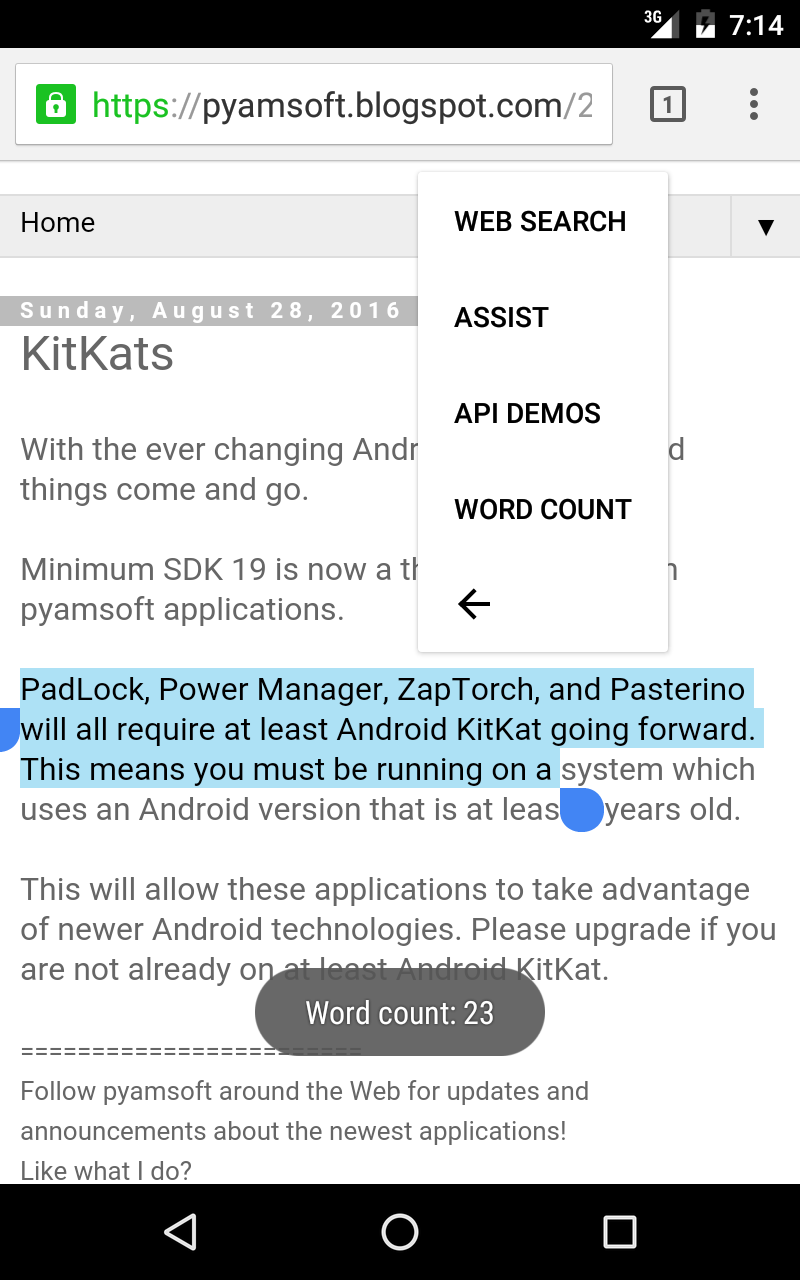 3G 7:14
https://pyamsoft.blogspot.com/2
1
Home ▼
WEB SEARCH
ASSIST
API DEMOS
WORD COUNT
Sunday, August 28, 2016
KitKats
With the ever changing
things come and go.
Minimum SDK 19 is now a
pyamsoft applications.
PadLock, Power Manager, ZapTorch, and Pasterino
will all require at least Android KitKat going forward.
This means you must be running on a system which
uses an Android version that is at leas years old.
This will allow these applications to take advantage
of newer Android technologies. Please upgrade if you
are not already on at least Android KitKat.
Word count: 23
========================
Follow pyamsoft around the Web for updates and
announcements about the newest applications!
Like what I do?